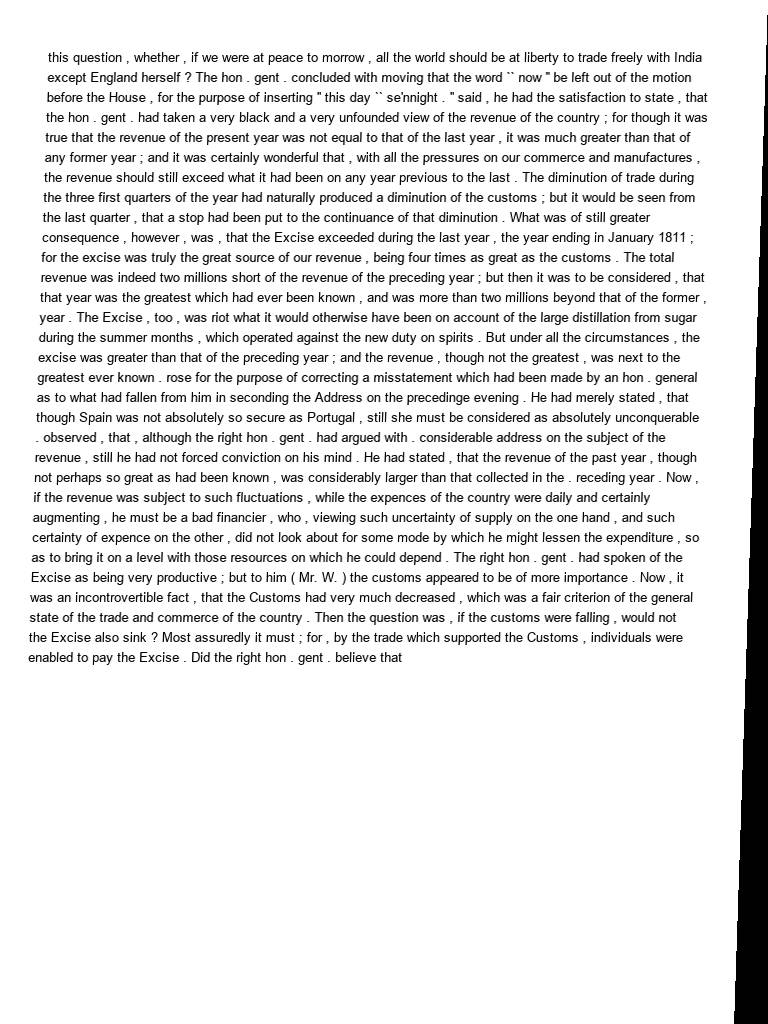 this question , whether , if we were at peace to morrow , all the world should be at liberty to trade freely with India
except England herself ? The hon . gent . concluded with moving that the word `` now " be left out of the motion
before the House , for the purpose of inserting " this day `` se'nnight . " said , he had the satisfaction to state , that
the hon . gent . had taken a very black and a very unfounded view of the revenue of the country ; for though it was
true that the revenue of the present year was not equal to that of the last year , it was much greater than that of
any former year ; and it was certainly wonderful that , with all the pressures on our commerce and manufactures ,
the revenue should still exceed what it had been on any year previous to the last . The diminution of trade during
the three first quarters of the year had naturally produced a diminution of the customs ; but it would be seen from
the last quarter , that a stop had been put to the continuance of that diminution . What was of still greater
consequence , however , was , that the Excise exceeded during the last year , the year ending in January 1811 ;
for the excise was truly the great source of our revenue , being four times as great as the customs . The total
revenue was indeed two millions short of the revenue of the preceding year ; but then it was to be considered , that
that year was the greatest which had ever been known , and was more than two millions beyond that of the former ,
year . The Excise , too , was riot what it would otherwise have been on account of the large distillation from sugar
during the summer months , which operated against the new duty on spirits . But under all the circumstances , the
excise was greater than that of the preceding year ; and the revenue , though not the greatest , was next to the
greatest ever known . rose for the purpose of correcting a misstatement which had been made by an hon . general
as to what had fallen from him in seconding the Address on the precedinge evening . He had merely stated , that
though Spain was not absolutely so secure as Portugal , still she must be considered as absolutely unconquerable
. observed , that , although the right hon . gent . had argued with . considerable address on the subject of the
revenue , still he had not forced conviction on his mind . He had stated , that the revenue of the past year , though
not perhaps so great as had been known , was considerably larger than that collected in the . receding year . Now ,
if the revenue was subject to such fluctuations , while the expences of the country were daily and certainly
augmenting , he must be a bad financier , who , viewing such uncertainty of supply on the one hand , and such
certainty of expence on the other , did not look about for some mode by which he might lessen the expenditure , so
as to bring it on a level with those resources on which he could depend . The right hon . gent . had spoken of the
Excise as being very productive ; but to him ( Mr. W. ) the customs appeared to be of more importance . Now , it
was an incontrovertible fact , that the Customs had very much decreased , which was a fair criterion of the general
state of the trade and commerce of the country . Then the question was , if the customs were falling , would not
the Excise also sink ? Most assuredly it must ; for , by the trade which supported the Customs , individuals were
enabled to pay the Excise . Did the right hon . gent . believe that